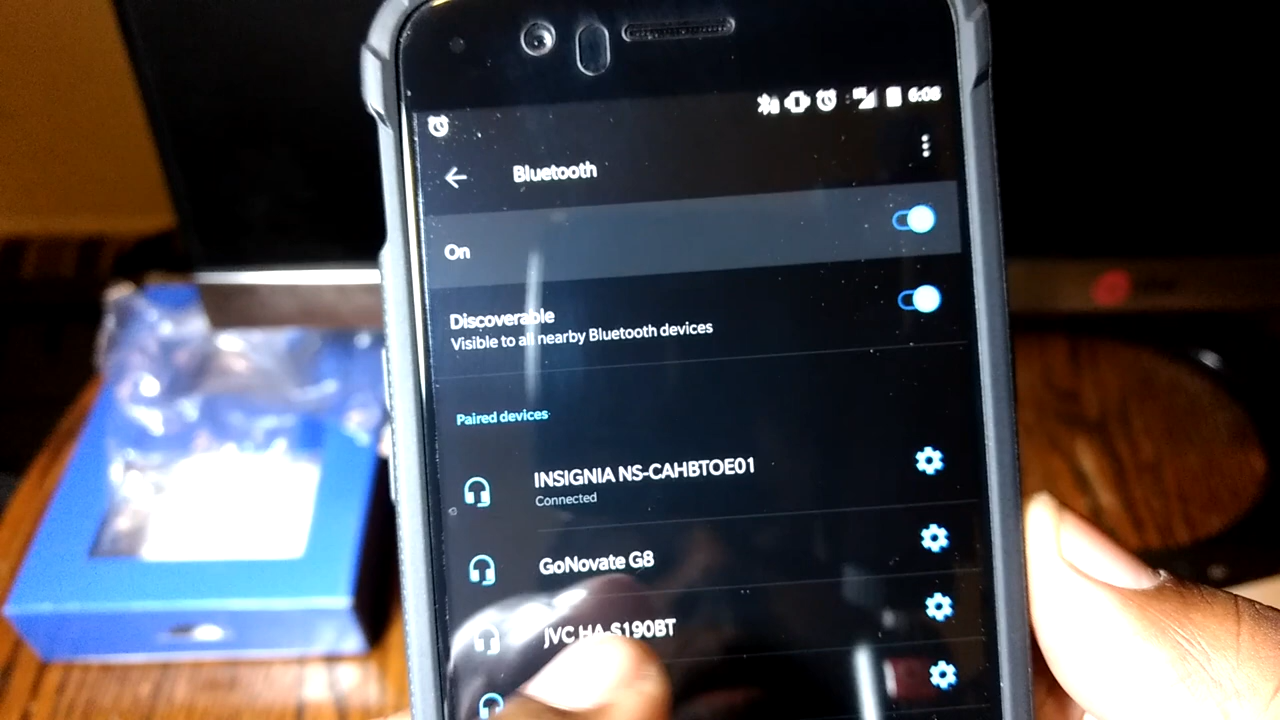 6:08
Bluetooth
On
Discoverable
Visible to all nearby Bluetooth devices
Paired devices
INSIGNIA NS-CAHBTOE01
Connected
GoNovate G8
JVC HA-S190BT